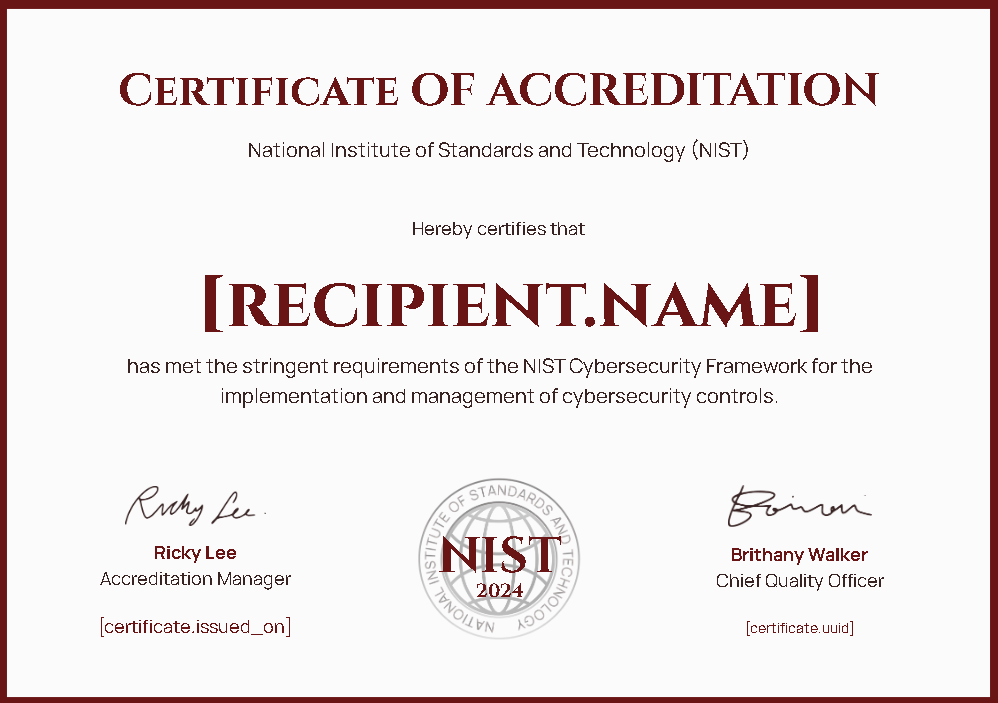 Certificate OF ACCREDITATION
National Institute of Standards and Technology (NIST)
Hereby certifies that
[RECIPIENT.NAME]
has met the stringent requirements of the NIST Cybersecurity Framework for the
implementation and management of cybersecurity controls.
Ricky Lee
Ricky Lee
Accreditation Manager
[certificate.issued_on]
NATIONAL INSTITUTE OF STANDARDS AND TECHNOLOGY
NIST
2024
Brithany Walker
Chief Quality Officer
[certificate.uuid]